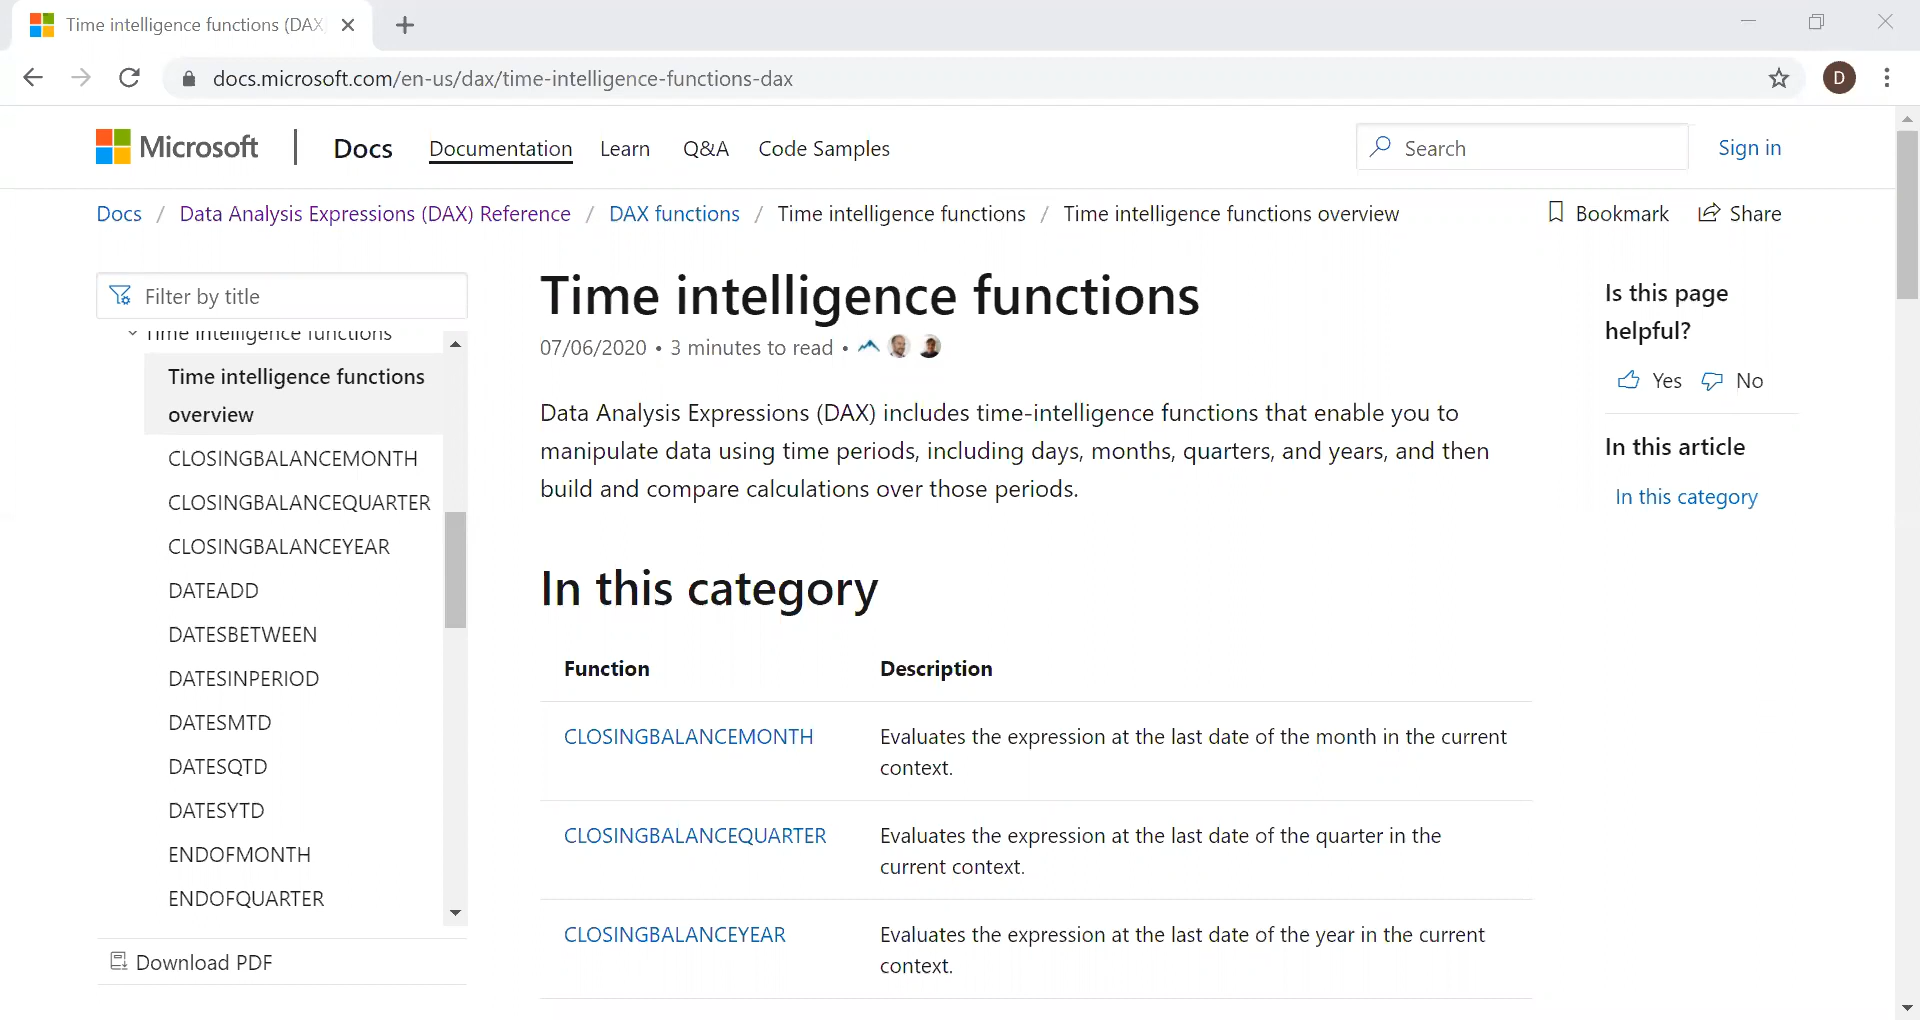 Time intelligence functions (DAX
docs.microsoft.com/en-us/dax/time-intelligence-functions-dax
D
Microsoft
Docs
Documentation
Learn
Q&A
Code Samples
Search
Sign in
Docs / Data Analysis Expressions (DAX) Reference / DAX functions / Time intelligence functions / Time intelligence functions overview
Bookmark
Share
Filter by title
Time intelligence functions
Time intelligence functions
overview
CLOSINGBALANCEMONTH
CLOSINGBALANCEQUARTER
CLOSINGBALANCEYEAR
DATEADD
DATESBETWEEN
DATESINPERIOD
DATESMTD
DATESQTD
DATESYTD
ENDOFMONTH
ENDOFQUARTER
Download PDF
Time intelligence functions
07/06/2020 • 3 minutes to read •
Data Analysis Expressions (DAX) includes time-intelligence functions that enable you to
manipulate data using time periods, including days, months, quarters, and years, and then
build and compare calculations over those periods.
In this category
Function
Description
CLOSINGBALANCEMONTH
Evaluates the expression at the last date of the month in the current
context.
CLOSINGBALANCEQUARTER
Evaluates the expression at the last date of the quarter in the
current context.
CLOSINGBALANCEYEAR
Evaluates the expression at the last date of the year in the current
context.
Is this page
helpful?
Yes
No
In this article
In this category